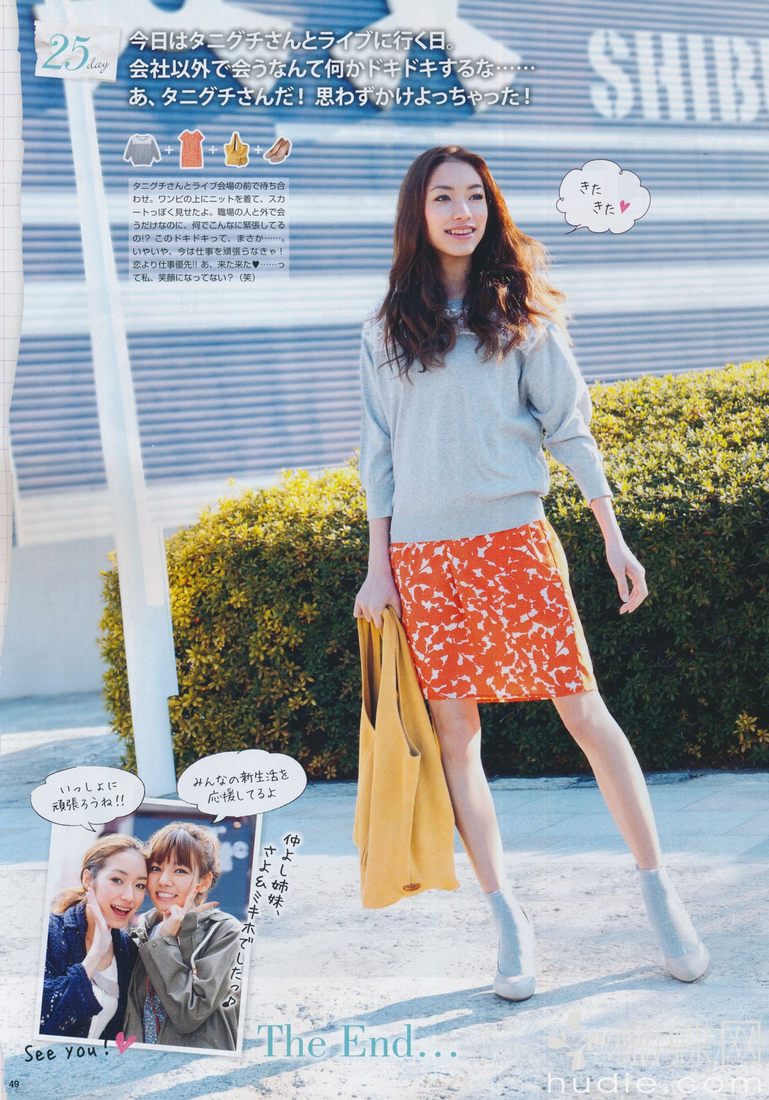 25day
今日はタニグチさんとライブに行く日。
会社以外で会うなんて何かドキドキするな……
あ、タニグチさんだ! 思わずかけよっちゃった!
SHIBU
+ + +
タニグチさんとライブ会場の前で待ち合
わせ。ワンピの上にニットを着て、スカ
ートっぽく見せたよ。職場の人と外で会
うだけなのに、何でこんなに緊張してる
の!? このドキドキって、まさか……。
いやいや、今は仕事を頑張らなきゃ!
恋より仕事優先!! あ、来た来た♥……っ
て私、笑顔になってない?(笑)
きた
きた♥
いっしょに
頑張ろうね!!
みんなの新生活を
応援してるよ
仲よし姉妹、
さよ&ミキホでしたっ♪
See you!♥
The End...
49
hudie.com